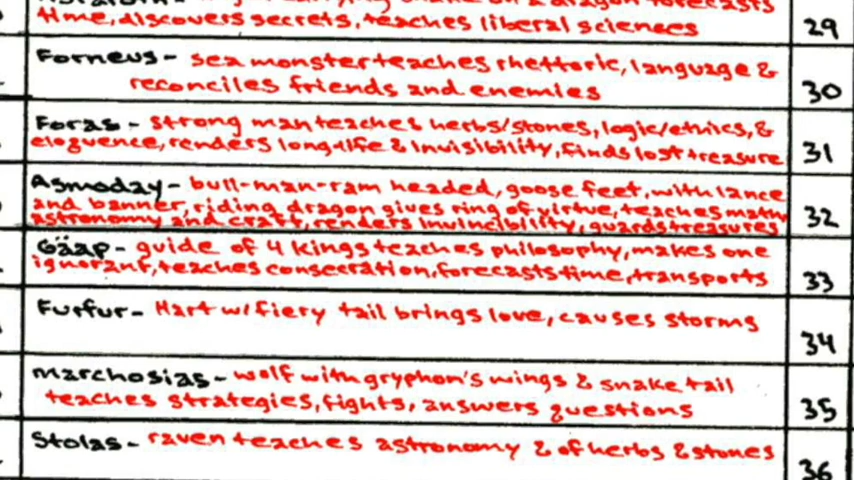 time, discovers secrets, teaches liberal sciences 29
Forneus- sea monster teaches rhettoric, language &
reconciles friends and enemies 30
Foras - strong man teaches herbs/stones, logic/ethics, &
eloquence, renders long-life & invisibility, finds lost treasure 31
Asmoday- bull-man-ram headed, goose feet, with lance
and banner, riding dragon gives ring of virtue, teaches math,
astronomy and craft, renders invincibility, guards treasures 32
Gäap- guide of 4 kings teaches philosophy, makes one
ignorant, teaches consecration, forecasts time, transports 33
Furfur- Hart w/ fiery tail brings love, causes storms
34
Marchosias- wolf with gryphon's wings & snake tail
teaches strategies, fights, answers questions 35
Stolas- raven teaches astronomy & of herbs & stones
36